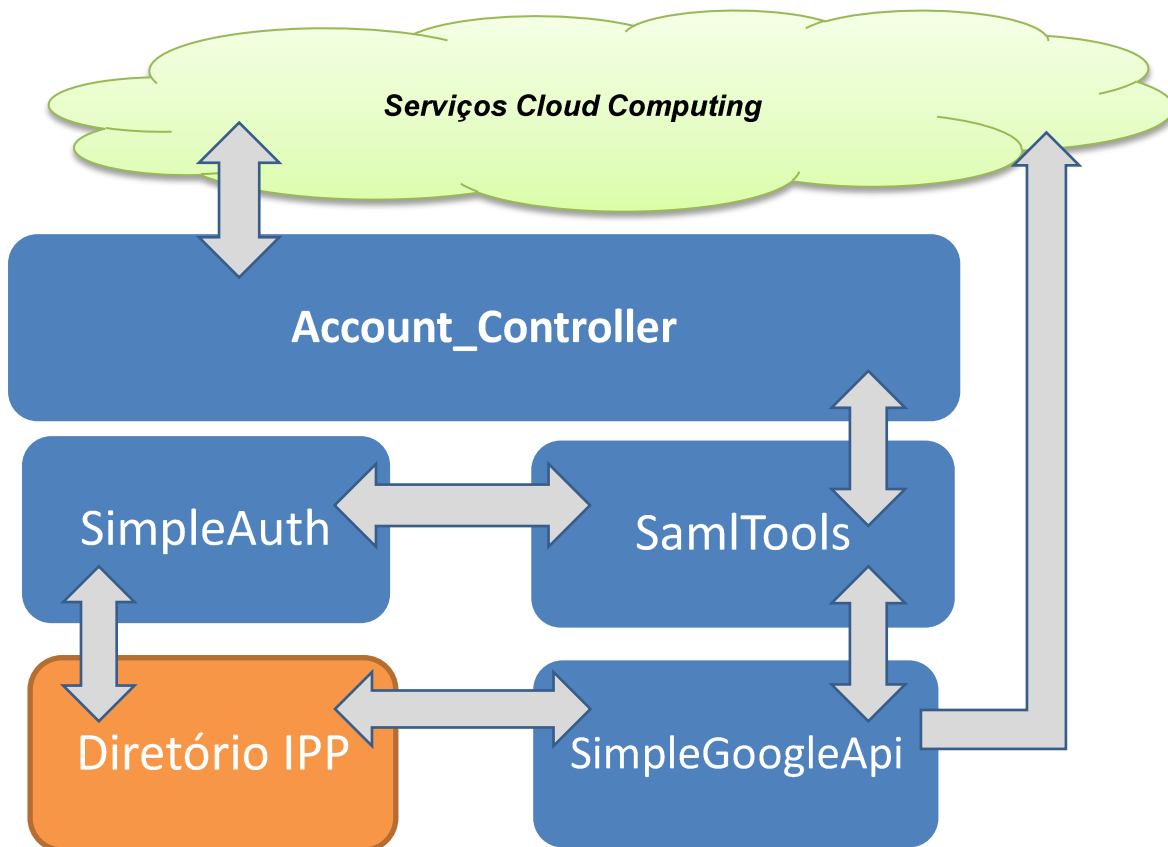 Serviços Cloud Computing
Account_Controller
SimpleAuth
SamlTools
Diretório IPP
SimpleGoogleApi